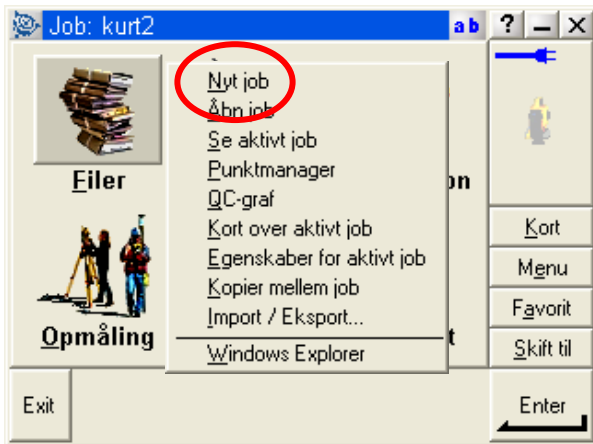 Job: kurt2
a b
?
Nyt job
Åbn job
Se aktivt job
Punktmanager
QC-graf
Kort over aktivt job
Egenskaber for aktivt job
Kopier mellem job
Import / Eksport...
Windows Explorer
Filer
on
Opmåling
t
Kort
Menu
Favorit
Skift til
Exit
Enter